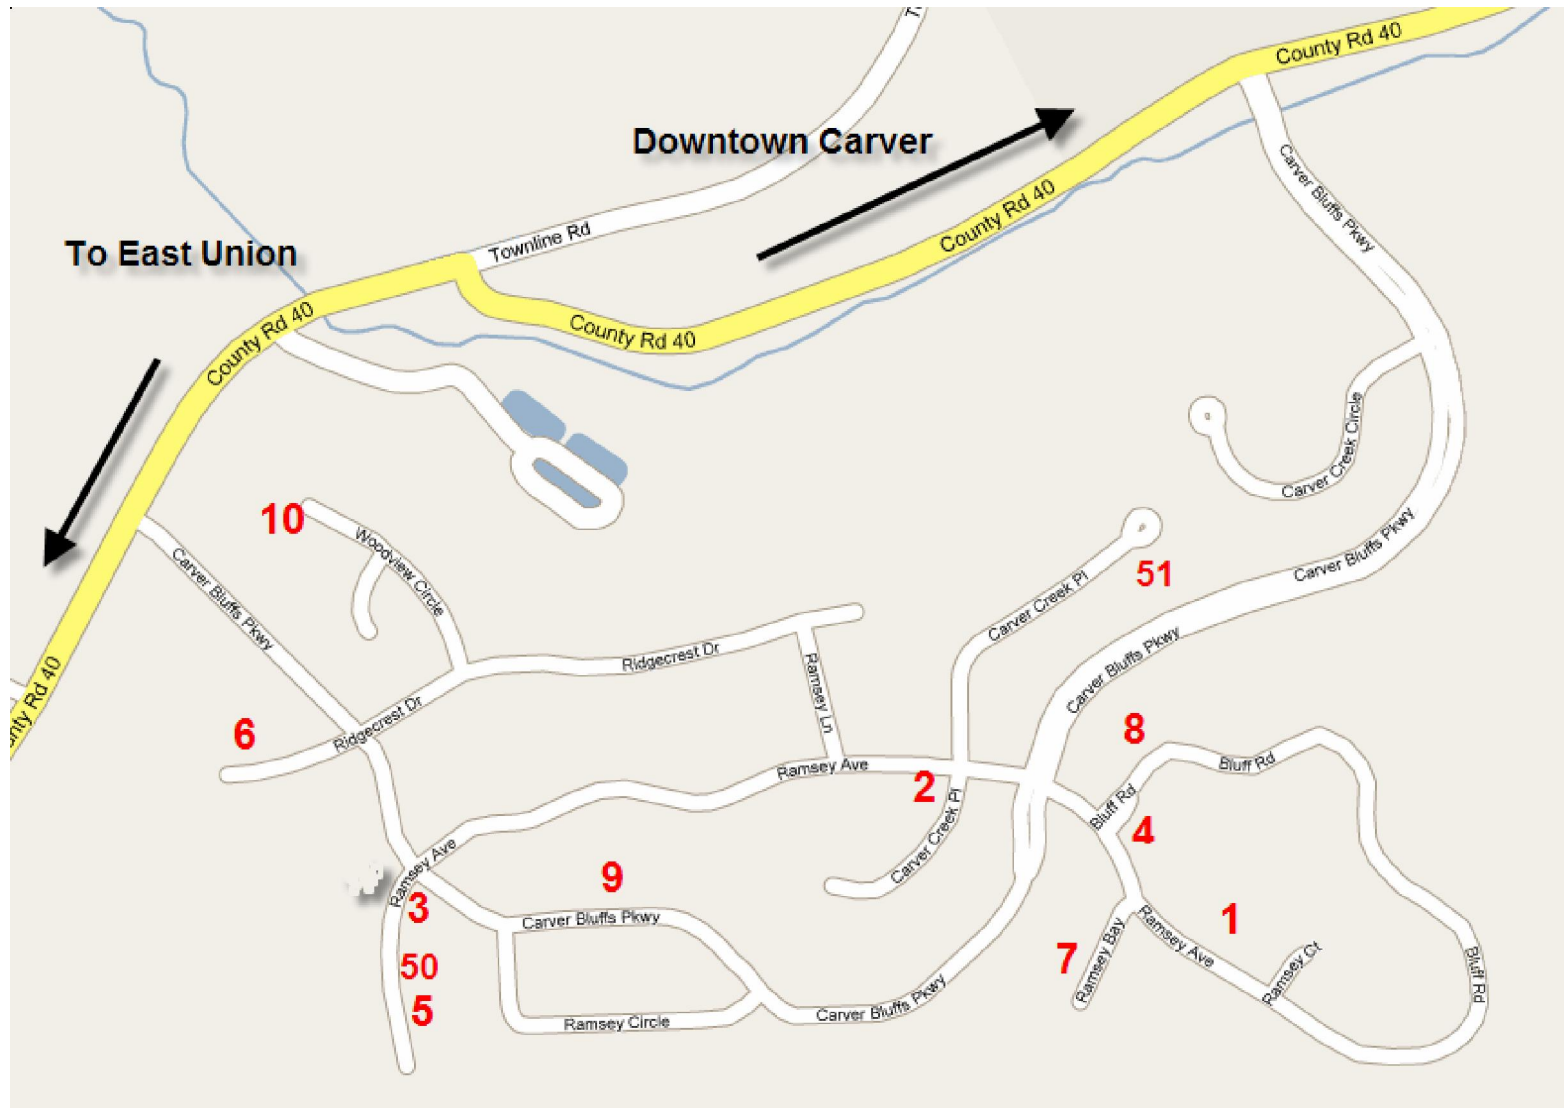 To
County Rd 40
Downtown Carver
Carver Bluffs Pkwy
County Rd 40
Townline Rd
To East Union
County Rd 40
County Rd 40
Carver Creek Circle
10
Woodview Circle
Carver Bluffs Pkwy
Carver Bluffs Pkwy
51
Carver Creek Pl
Ridgecrest Dr
Carver Bluffs Pkwy
Ramsey Ln
unty Rd 40
6
Ridgecrest Dr
8
Bluff Rd
Ramsey Ave
2
Bluff Rd
4
Carver Creek Pl
Ramsey Ave
9
3
Carver Bluffs Pkwy
1
Ramsey Ave
Ramsey Bay
7
Ramsey Ct
50
Bluff Rd
5
Carver Bluffs Pkwy
Ramsey Circle